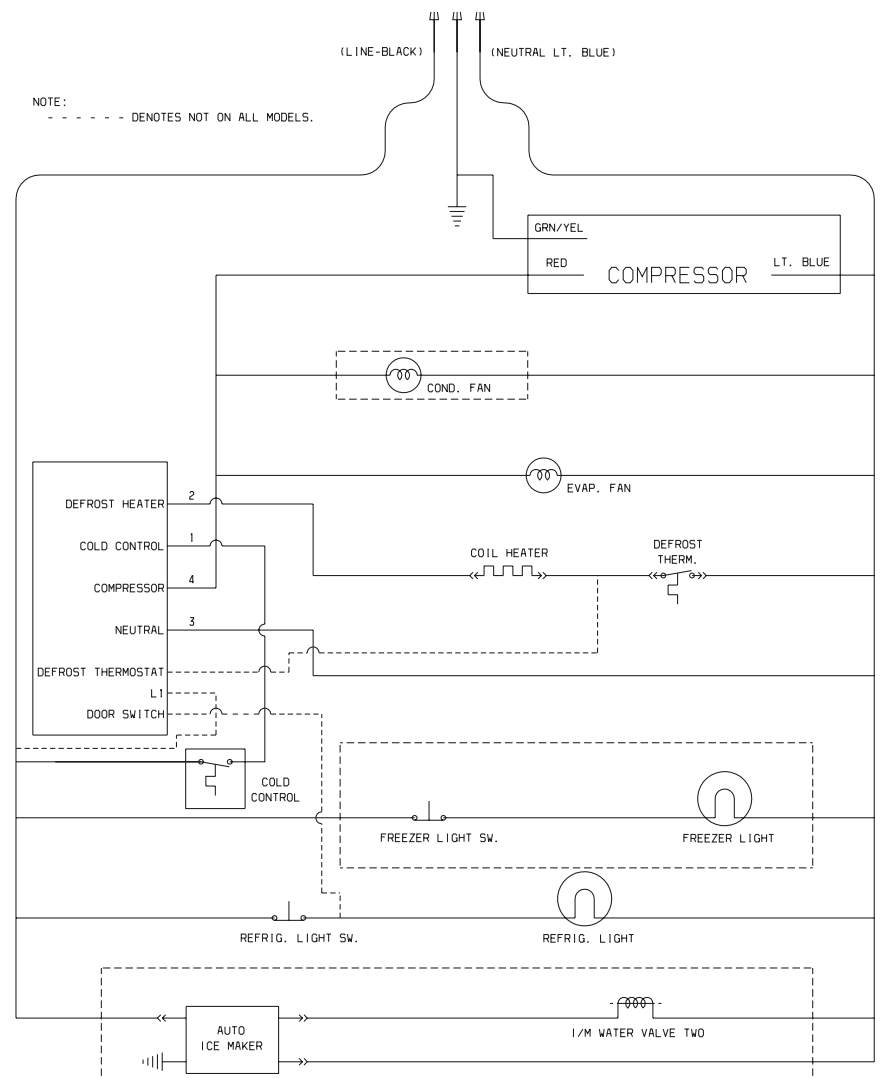 (LINE-BLACK)
(NEUTRAL LT. BLUE)
NOTE:
- - - - - - DENOTES NOT ON ALL MODELS.
GRN/YEL
RED
COMPRESSOR
LT. BLUE
COND. FAN
EVAP. FAN
DEFROST HEATER
2
COLD CONTROL
1
COIL HEATER
DEFROST
THERM.
COMPRESSOR
4
NEUTRAL
3
DEFROST THERMOSTAT
L1
DOOR SWITCH
COLD
CONTROL
FREEZER LIGHT SW.
FREEZER LIGHT
REFRIG. LIGHT SW.
REFRIG. LIGHT
AUTO
ICE MAKER
I/M WATER VALVE TWO